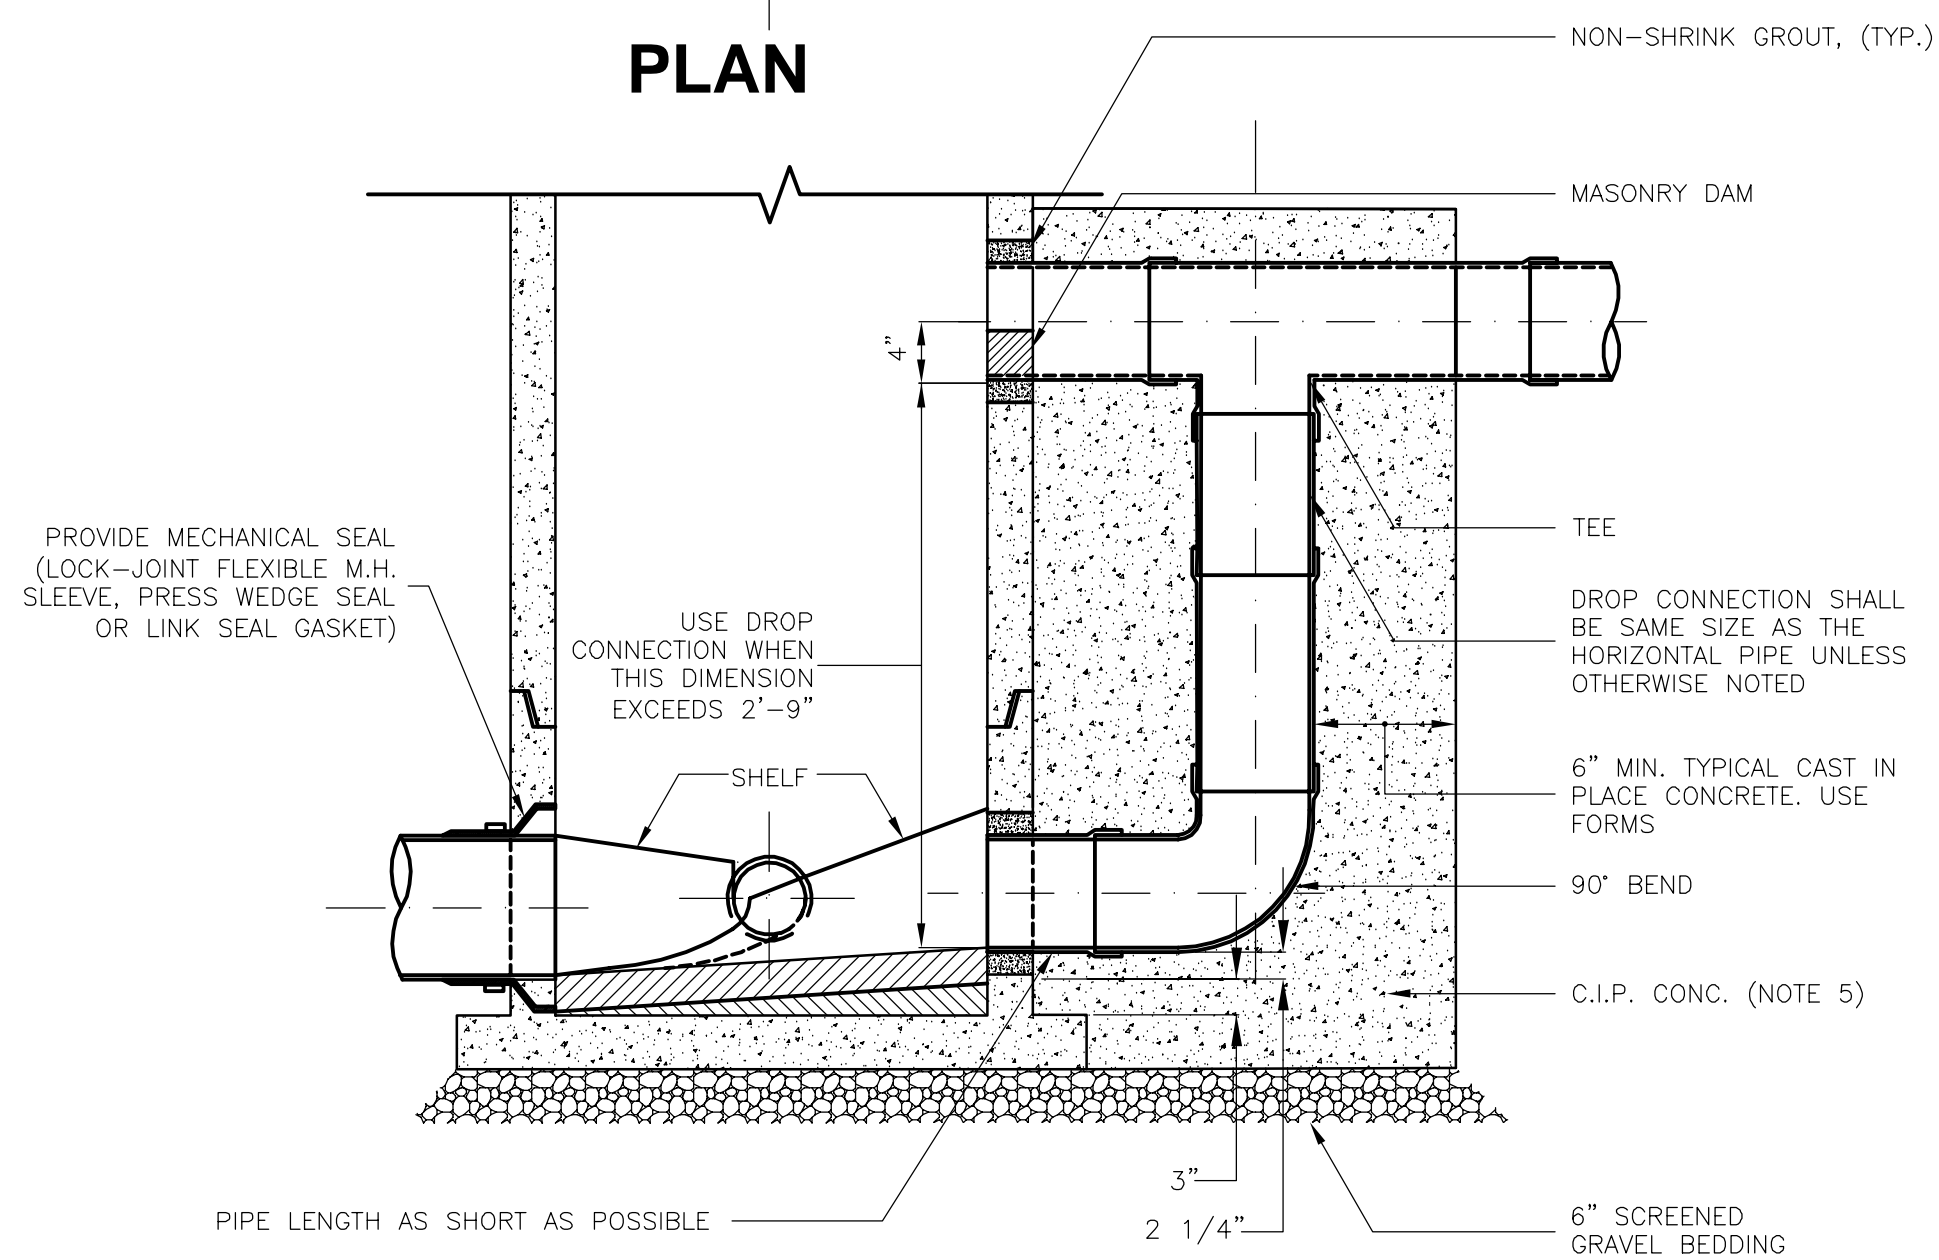 PLAN
NON-SHRINK GROUT, (TYP.)
MASONRY DAM
4"
TEE
PROVIDE MECHANICAL SEAL
(LOCK-JOINT FLEXIBLE M.H.
SLEEVE, PRESS WEDGE SEAL
OR LINK SEAL GASKET)
USE DROP
CONNECTION WHEN
THIS DIMENSION
EXCEEDS 2'-9"
DROP CONNECTION SHALL
BE SAME SIZE AS THE
HORIZONTAL PIPE UNLESS
OTHERWISE NOTED
SHELF
6" MIN. TYPICAL CAST IN
PLACE CONCRETE. USE
FORMS
90° BEND
C.I.P. CONC. (NOTE 5)
3"
2 1/4"
PIPE LENGTH AS SHORT AS POSSIBLE
6" SCREENED
GRAVEL BEDDING